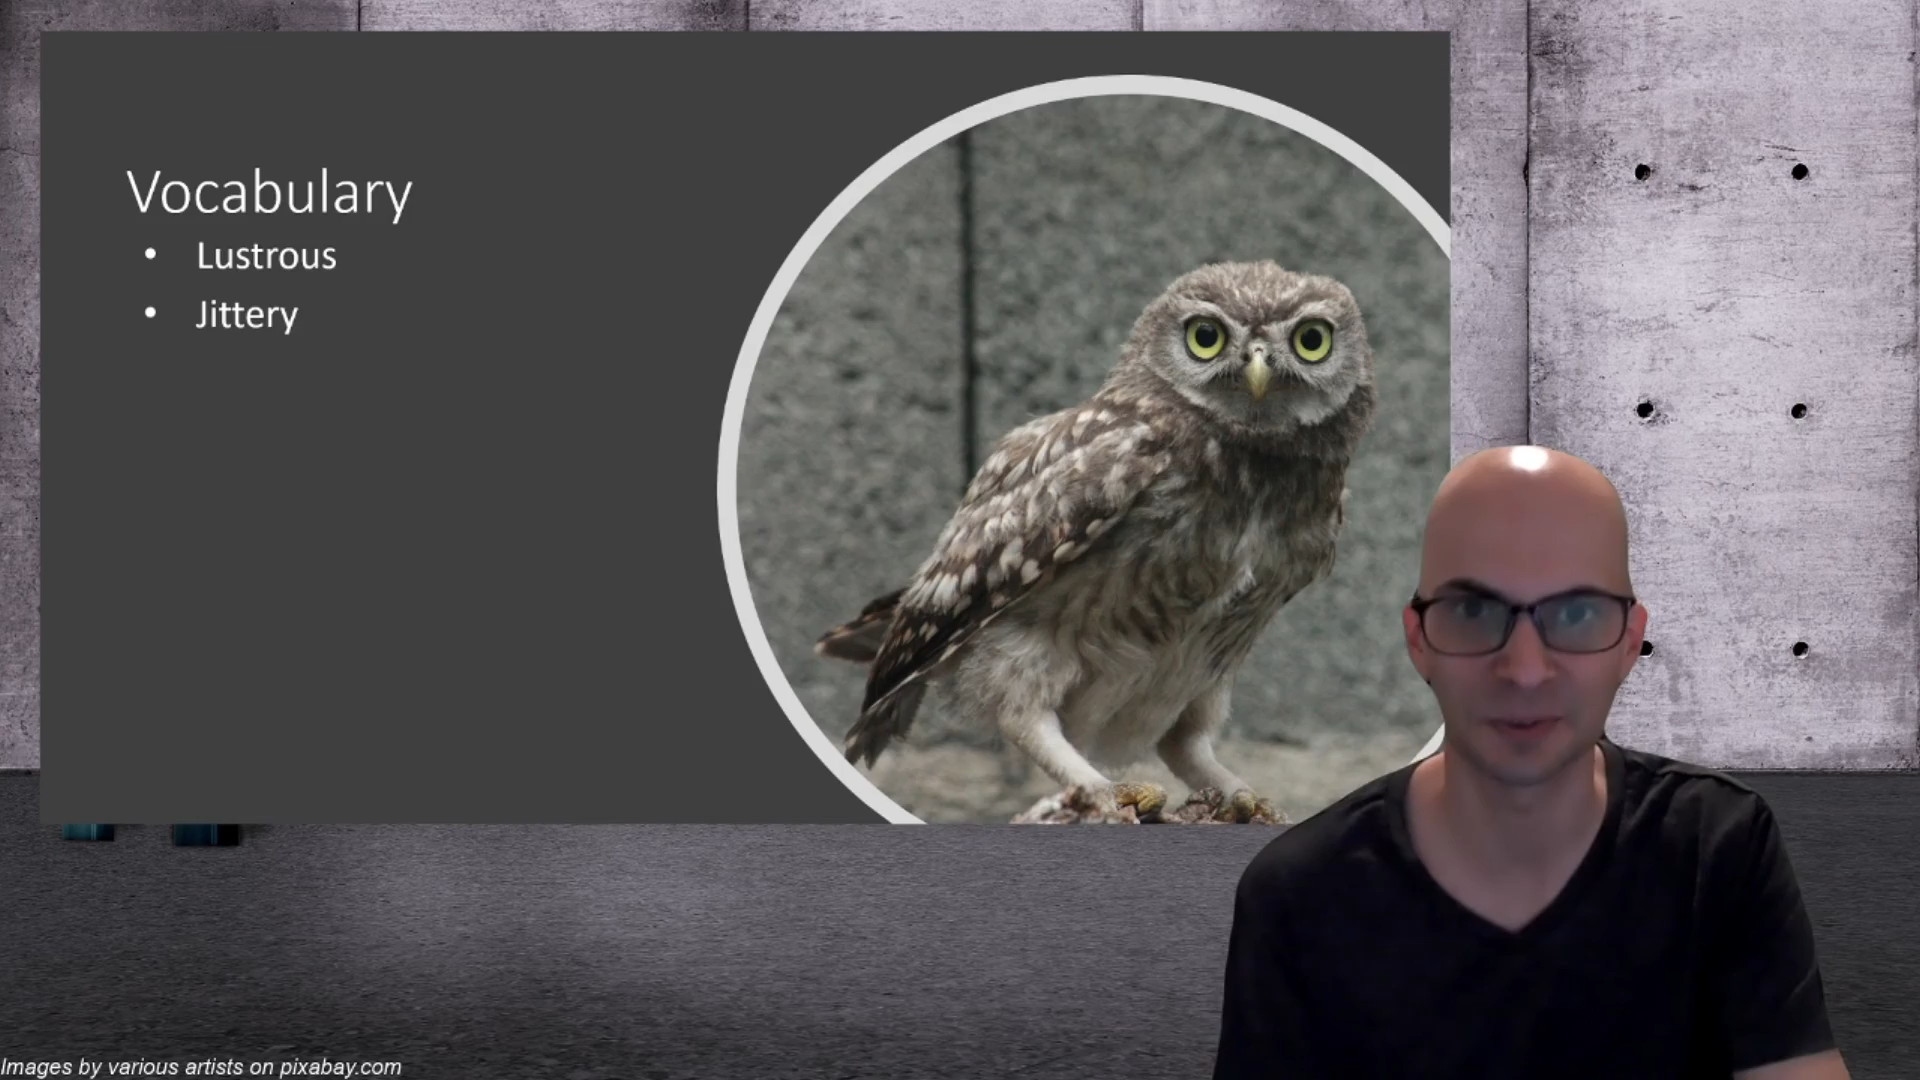 Vocabulary
• Lustrous
• Jittery
Images by various artists on pixabay.com